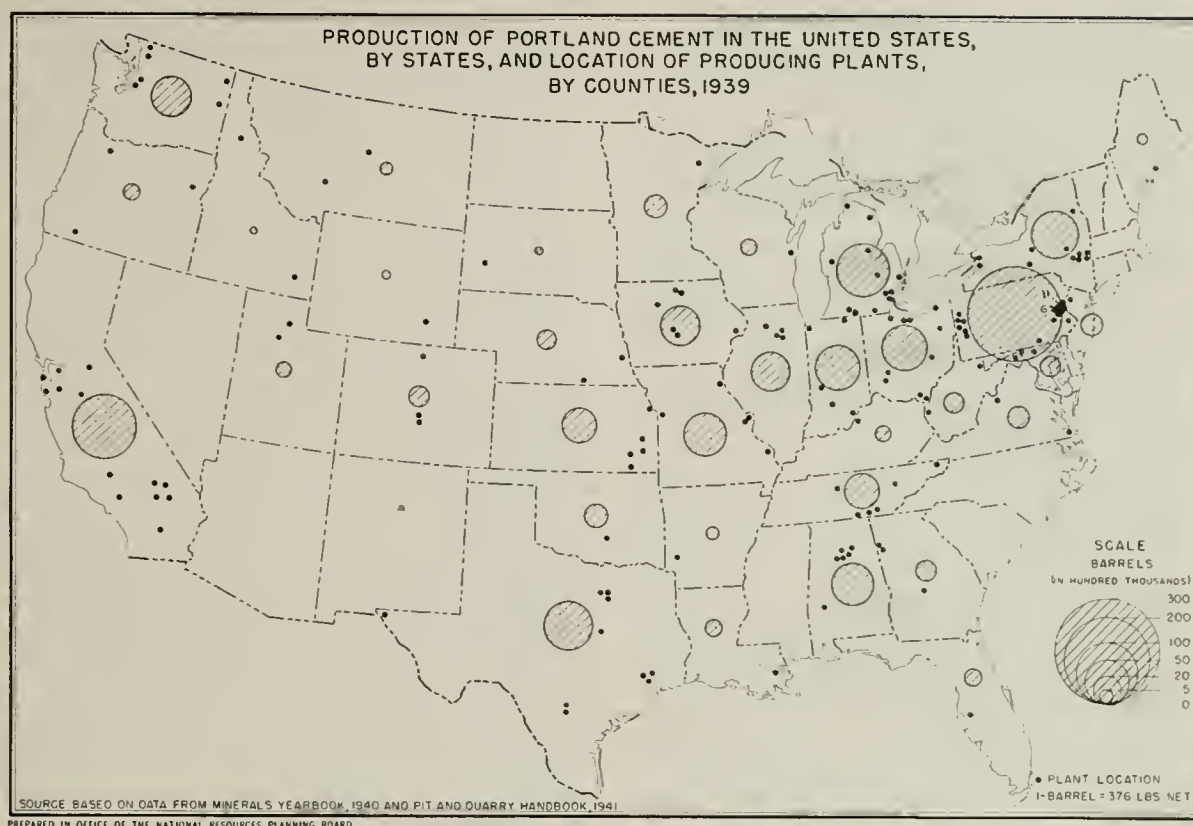 PRODUCTION OF PORTLAND CEMENT IN THE UNITED STATES,
BY STATES, AND LOCATION OF PRODUCING PLANTS,
BY COUNTIES, 1939
11
6
SCALE
BARRELS
(IN HUNDRED THOUSANDS)
300
200
100
50
20
5
0
• PLANT LOCATION
1-BARREL = 376 LBS NET
SOURCE BASED ON DATA FROM MINERALS YEARBOOK, 1940 AND PIT AND QUARRY HANDBOOK, 1941
PREPARED IN OFFICE OF THE NATIONAL RESOURCES PLANNING BOARD